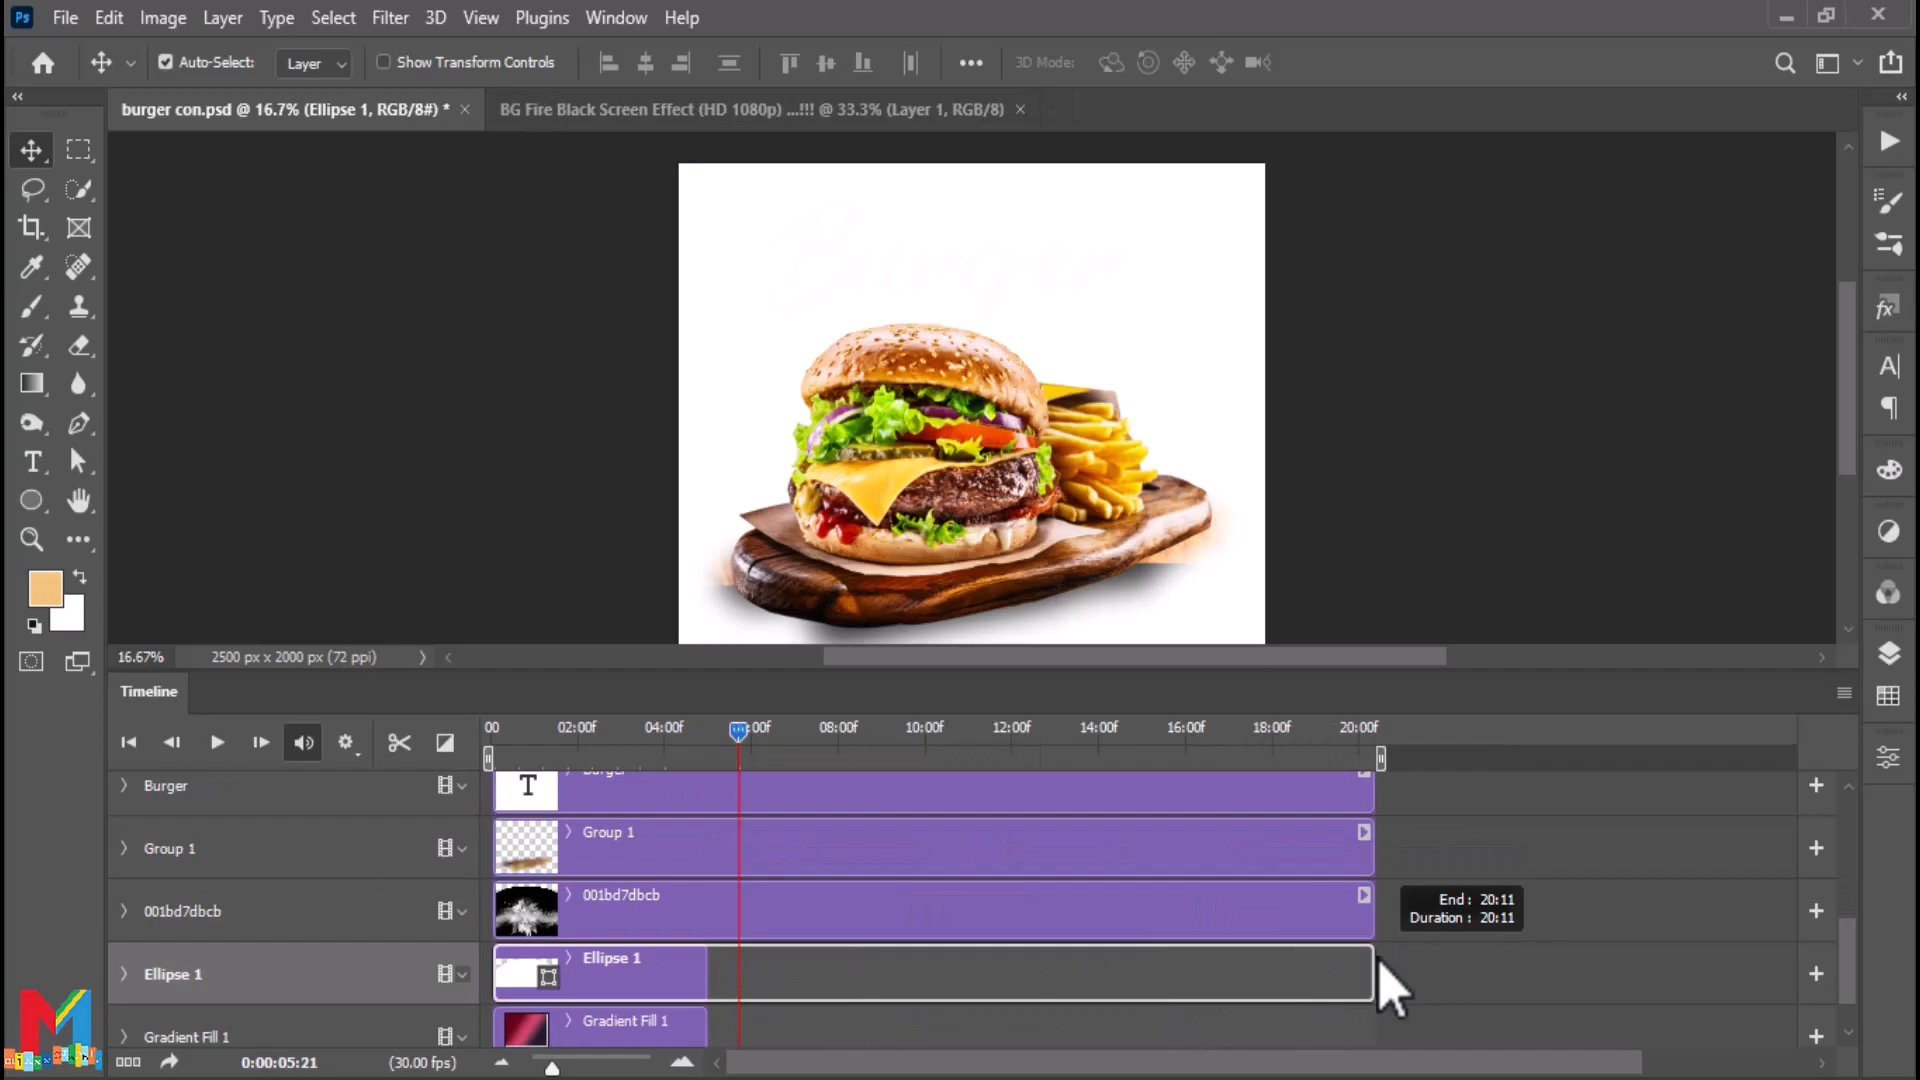 Ps File Edit Image Layer Type Select Filter 3D View Plugins Window Help
Auto-Select: Layer Show Transform Controls 3D Mode:
burger con.psd @ 16.7% (Ellipse 1, RGB/8#) * BG Fire Black Screen Effect (HD 1080p) ...!!! @ 33.3% (Layer 1, RGB/8)
Burger
16.67% 2500 px x 2000 px (72 ppi)
Timeline
00 02:00f 04:00f :00f 08:00f 10:00f 12:00f 14:00f 16:00f 18:00f 20:00f
Burger T Burger
Group 1 Group 1
001bd7dbcb 001bd7dbcb
End: 20:11
Duration: 20:11
Ellipse 1 Ellipse 1
Gradient Fill 1 Gradient Fill 1
0:00:05:21 (30.00 fps)